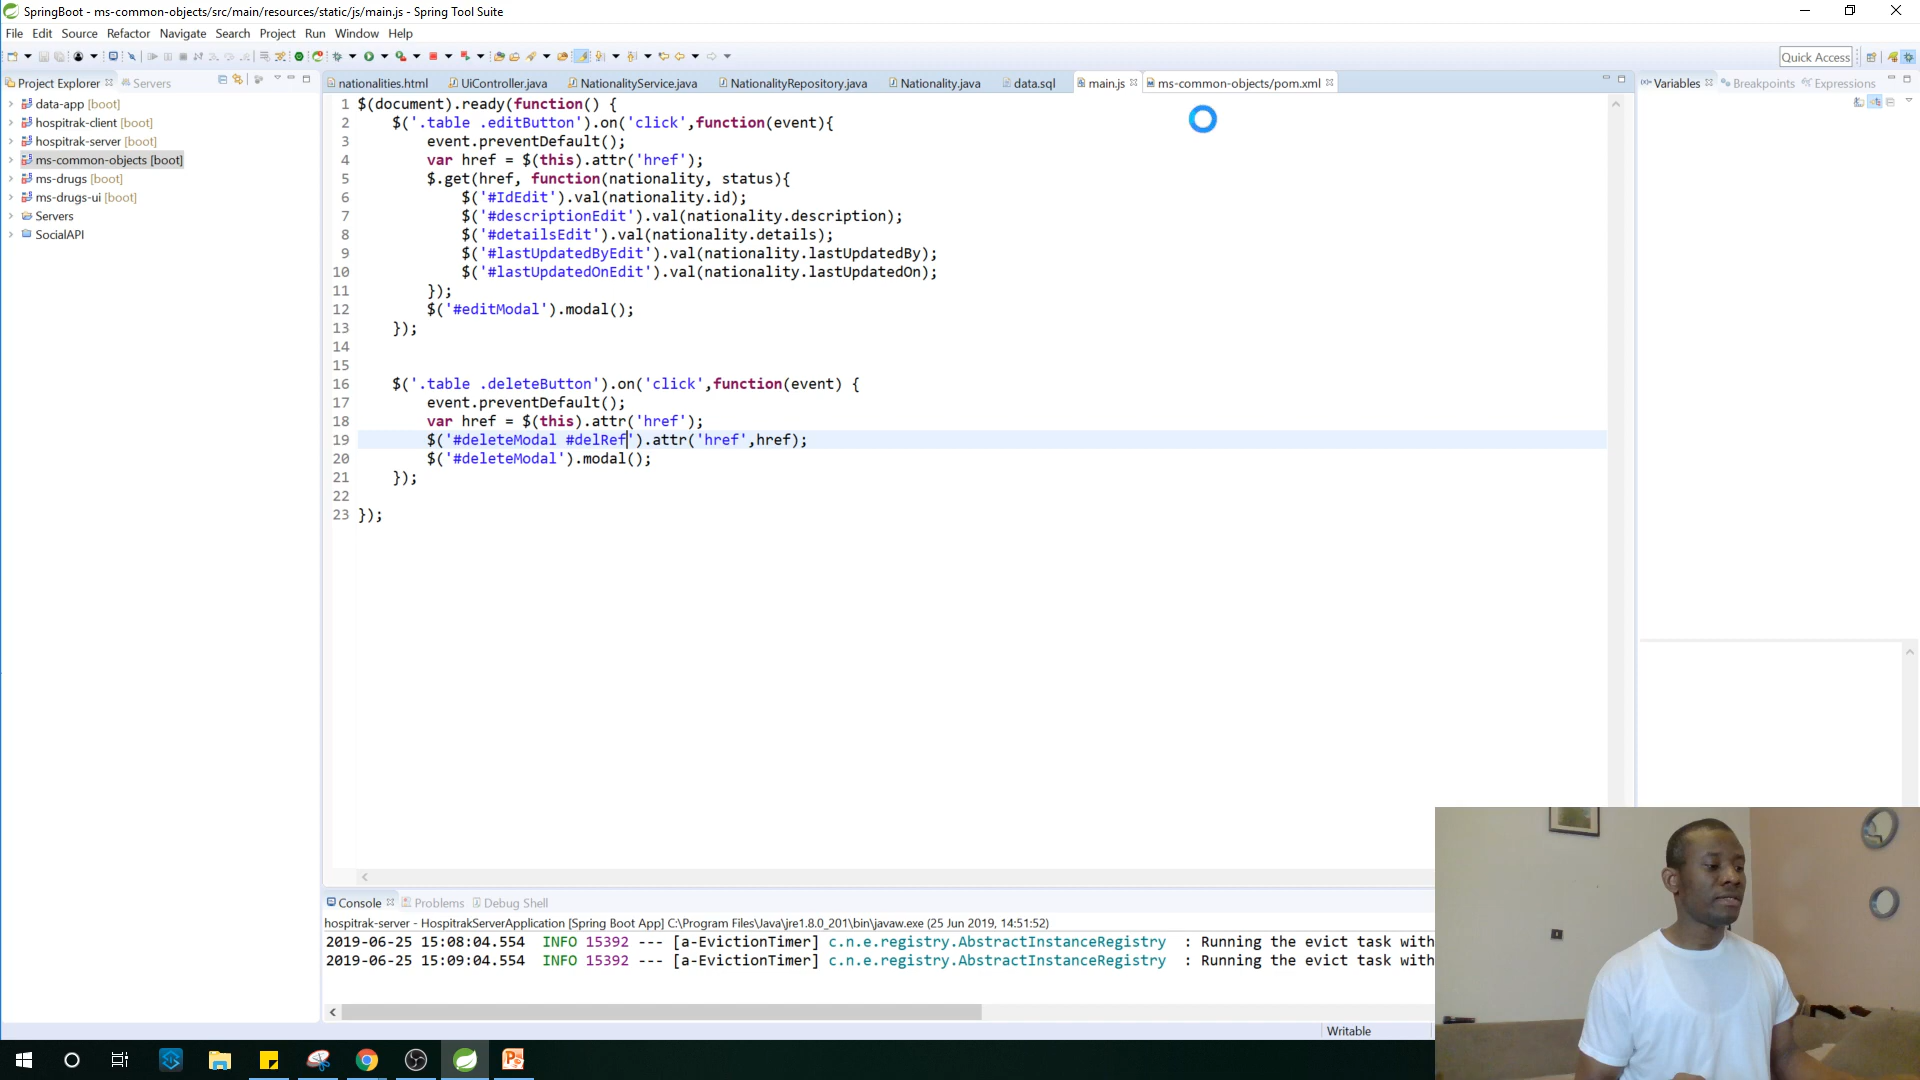 SpringBoot - ms-common-objects/src/main/resources/static/js/main.js - Spring Tool Suite
File Edit Source Refactor Navigate Search Project Run Window Help
Quick Access
Project Explorer Servers
nationalities.html UiController.java NationalityService.java NationalityRepository.java Nationality.java data.sql main.js ms-common-objects/pom.xml
Variables Breakpoints Expressions
data-app [boot]
hospitrak-client [boot]
hospitrak-server [boot]
ms-common-objects [boot]
ms-drugs [boot]
ms-drugs-ui [boot]
Servers
SocialAPI
1 $(document).ready(function() {
2 $('.table .editButton').on('click',function(event){
3 event.preventDefault();
4 var href = $(this).attr('href');
5 $.get(href, function(nationality, status){
6 $('#IdEdit').val(nationality.id);
7 $('#descriptionEdit').val(nationality.description);
8 $('#detailsEdit').val(nationality.details);
9 $('#lastUpdatedByEdit').val(nationality.lastUpdatedBy);
10 $('#lastUpdatedOnEdit').val(nationality.lastUpdatedOn);
11 });
12 $('#editModal').modal();
13 });
14
15
16 $('.table .deleteButton').on('click',function(event) {
17 event.preventDefault();
18 var href = $(this).attr('href');
19 $('#deleteModal #delRef').attr('href',href);
20 $('#deleteModal').modal();
21 });
22
23 });
Console Problems Debug Shell
hospitrak-server - HospitrakServerApplication [Spring Boot App] C:\Program Files\Java\jre1.8.0_201\bin\javaw.exe (25 Jun 2019, 14:51:52)
2019-06-25 15:08:04.554 INFO 15392 --- [a-EvictionTimer] c.n.e.registry.AbstractInstanceRegistry : Running the evict task with
2019-06-25 15:09:04.554 INFO 15392 --- [a-EvictionTimer] c.n.e.registry.AbstractInstanceRegistry : Running the evict task with
Writable